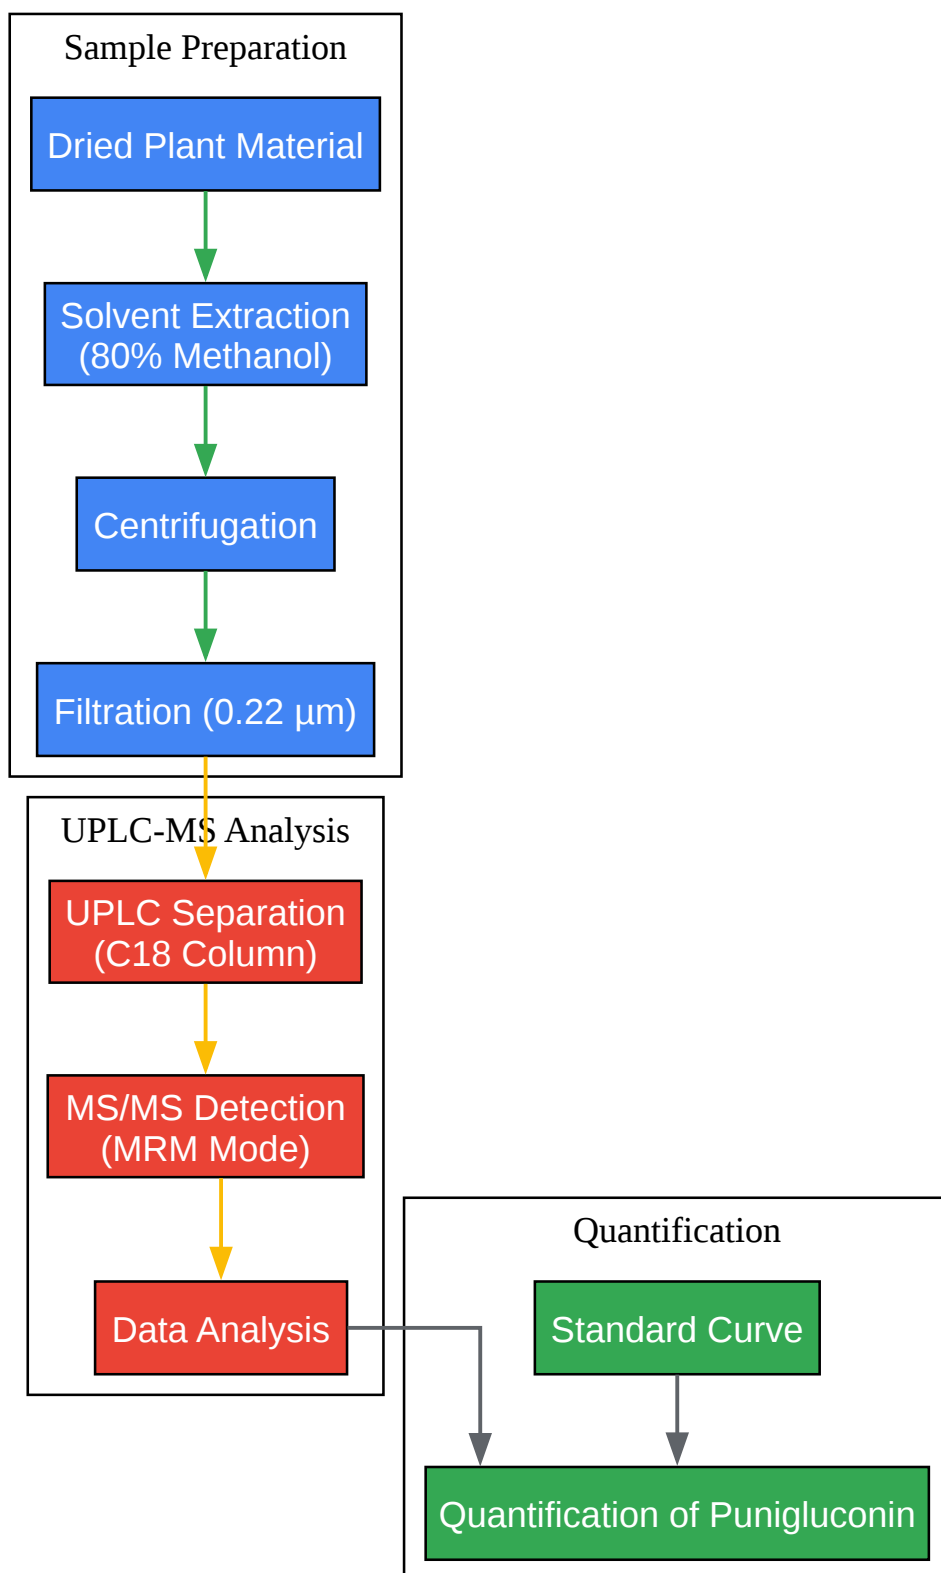 Sample Preparation
Dried Plant Material
Solvent Extraction
(80% Methanol)
Centrifugation
Filtration (0.22 µm)
UPLC-MS Analysis
UPLC Separation
(C18 Column)
MS/MS Detection
(MRM Mode)
Data Analysis
Quantification
Standard Curve
Quantification of Punigluconin